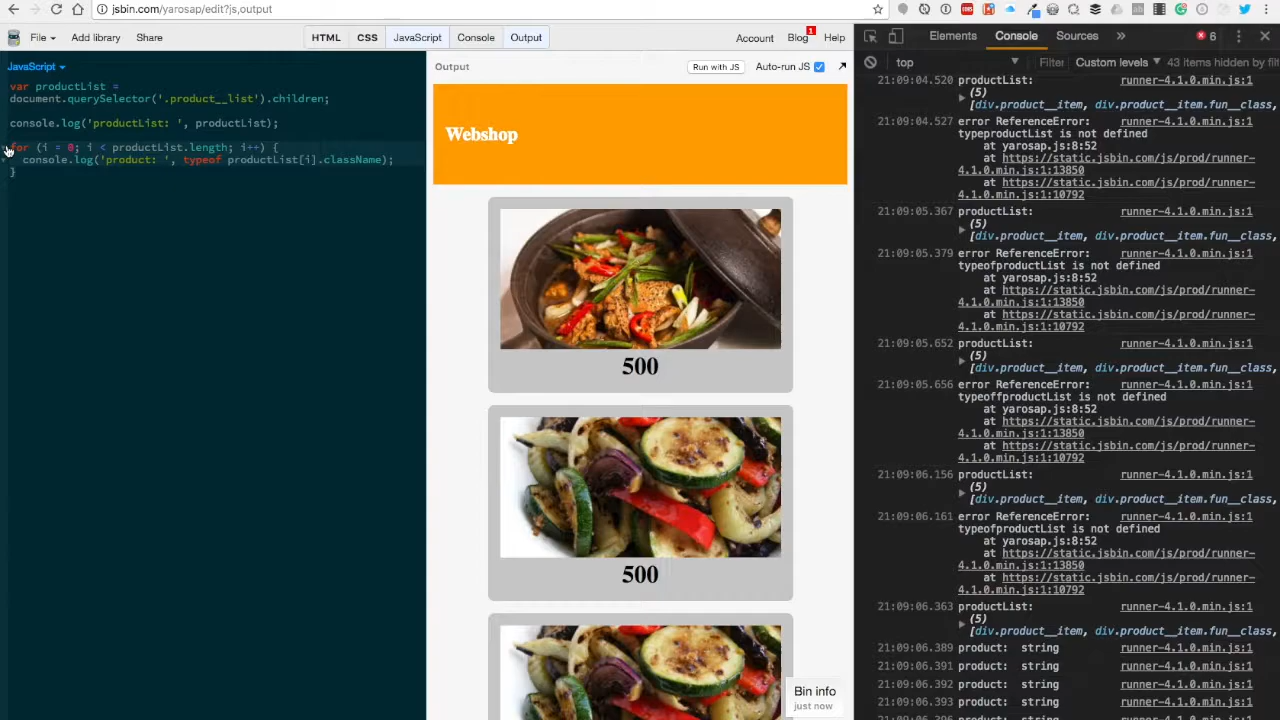 jsbin.com/yarosap/edit?js,output
File
Add library
Share
HTML
CSS
JavaScript
Console
Output
Account
Blog
1
Help
Elements
Console
Sources
»
6
JavaScript
Output
Run with JS
Auto-run JS
top
Filter
Custom levels
43 items hidden by filt
var productList =
document.querySelector('.product__list').children;
console.log('productList: ', productList);
for (i = 0; i < productList.length; i++) {
console.log('product: ', typeof productList[i].className);
}
Webshop
500
500
Bin info
just now
21:09:04.520 productList: runner-4.1.0.min.js:1
(5)
[div.product__item, div.product__item.fun__class,
21:09:04.527 error ReferenceError: runner-4.1.0.min.js:1
typeproductList is not defined
at yarosap.js:8:52
at https://static.jsbin.com/js/prod/runner-
4.1.0.min.js:1:13850
at https://static.jsbin.com/js/prod/runner-
4.1.0.min.js:1:10792
21:09:05.367 productList: runner-4.1.0.min.js:1
(5)
[div.product__item, div.product__item.fun__class,
21:09:05.379 error ReferenceError: runner-4.1.0.min.js:1
typeofproductList is not defined
at yarosap.js:8:52
at https://static.jsbin.com/js/prod/runner-
4.1.0.min.js:1:13850
at https://static.jsbin.com/js/prod/runner-
4.1.0.min.js:1:10792
21:09:05.652 productList: runner-4.1.0.min.js:1
(5)
[div.product__item, div.product__item.fun__class,
21:09:05.656 error ReferenceError: runner-4.1.0.min.js:1
typeoffproductList is not defined
at yarosap.js:8:52
at https://static.jsbin.com/js/prod/runner-
4.1.0.min.js:1:13850
at https://static.jsbin.com/js/prod/runner-
4.1.0.min.js:1:10792
21:09:06.156 productList: runner-4.1.0.min.js:1
(5)
[div.product__item, div.product__item.fun__class,
21:09:06.161 error ReferenceError: runner-4.1.0.min.js:1
typeofproductList is not defined
at yarosap.js:8:52
at https://static.jsbin.com/js/prod/runner-
4.1.0.min.js:1:13850
at https://static.jsbin.com/js/prod/runner-
4.1.0.min.js:1:10792
21:09:06.363 productList: runner-4.1.0.min.js:1
(5)
[div.product__item, div.product__item.fun__class,
21:09:06.389 product: string runner-4.1.0.min.js:1
21:09:06.391 product: string runner-4.1.0.min.js:1
21:09:06.392 product: string runner-4.1.0.min.js:1
21:09:06.393 product: string runner-4.1.0.min.js:1